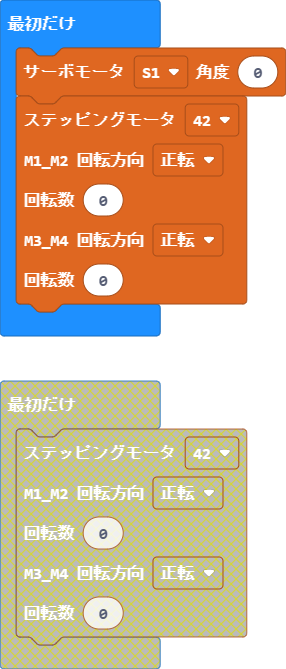 最初だけ
サーボモータ S1 角度 0
ステッピングモータ 42
M1_M2 回転方向 正転
回転数 0
M3_M4 回転方向 正転
回転数 0
最初だけ
ステッピングモータ 42
M1_M2 回転方向 正転
回転数 0
M3_M4 回転方向 正転
回転数 0